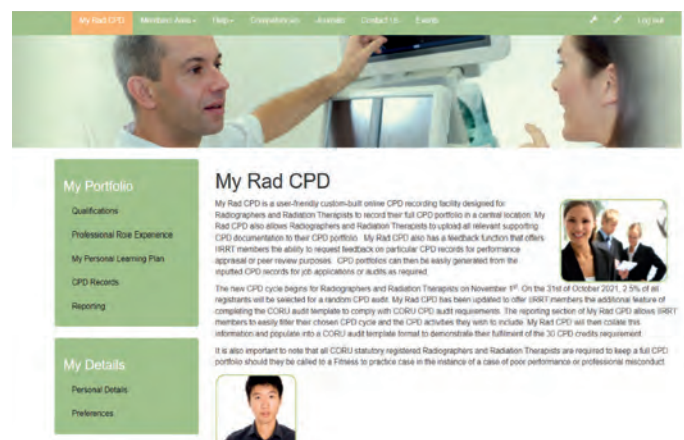 My Rad CPD Members Area Help Competencies Journals Contact Us Events Log out
My Portfolio
Qualifications
Professional Role Experience
My Personal Learning Plan
CPD Records
Reporting
My Details
Personal Details
Preferences
My Rad CPD
My Rad CPD is a user-friendly custom-built online CPD recording facility designed for
Radiographers and Radiation Therapists to record their full CPD portfolio in a central location. My
Rad CPD also allows Radiographers and Radiation Therapists to upload all relevant supporting
CPD documentation to their CPD portfolio. My Rad CPD also has a feedback function that offers
IIRRT members the ability to request feedback on particular CPD records for performance
appraisal or peer review purposes. CPD portfolios can then be easily generated from the
inputted CPD records for job applications or audits as required.
The new CPD cycle begins for Radiographers and Radiation Therapists on November 1st. On the 31st of October 2021, 2.5% of all
registrants will be selected for a random CPD audit. My Rad CPD has been updated to offer IIRRT members the additional feature of
completing the CORU audit template to comply with CORU CPD audit requirements. The reporting section of My Rad CPD allows IIRRT
members to easily filter their chosen CPD cycle and the CPD activities they wish to include. My Rad CPD will then collate this
information and populate into a CORU audit template format to demonstrate their fulfilment of the 30 CPD credits requirement.
It is also important to note that all CORU statutory registered Radiographers and Radiation Therapists are required to keep a full CPD
portfolio should they be called to a Fitness to practice case in the instance of a case of poor performance or professional misconduct.